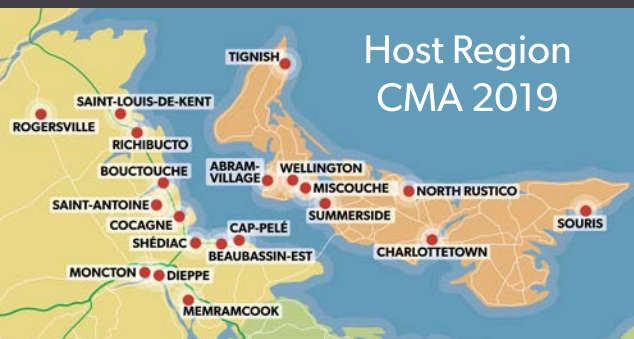 Host Region
CMA 2019
TIGNISH
SAINT-LOUIS-DE-KENT
ROGERSVILLE
RICHIBUCTO
BOUCTOUCHE
ABRAM-
VILLAGE
WELLINGTON
MISCOUCHE
NORTH RUSTICO
SAINT-ANTOINE
SUMMERSIDE
COCAGNE
SOURIS
CAP-PELÉ
SHÉDIAC
BEAUBASSIN-EST
CHARLOTTETOWN
MONCTON
DIEPPE
MEMRAMCOOK